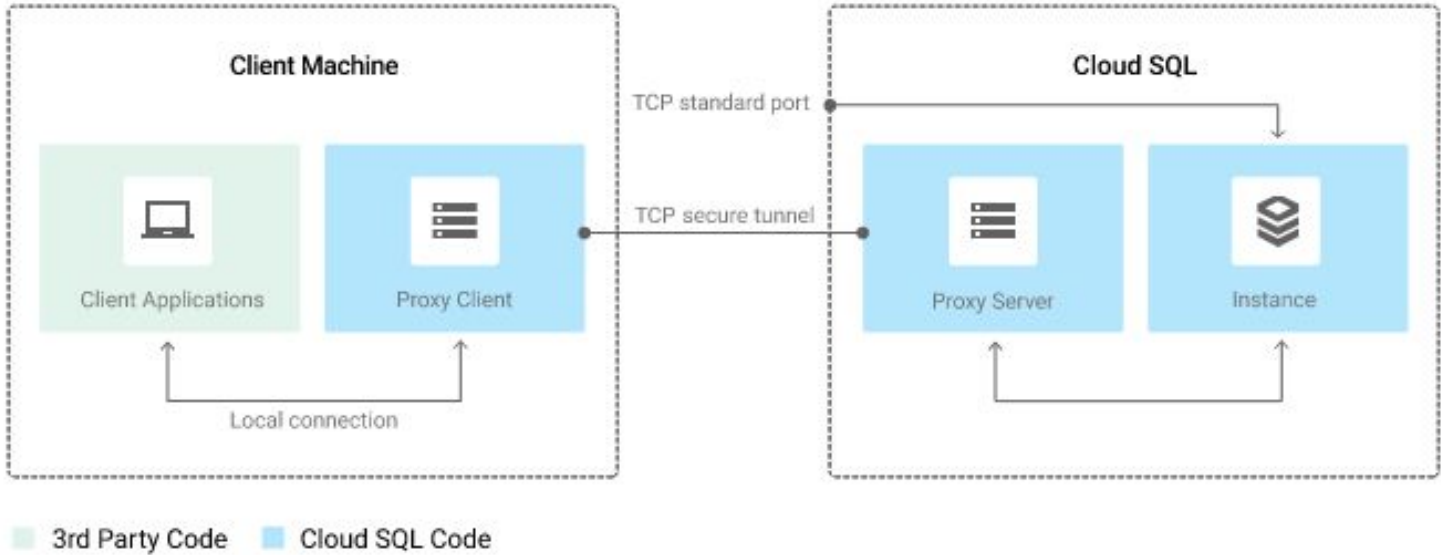 Client Machine
Cloud SQL
TCP standard port
TCP secure tunnel
Client Applications
Proxy Client
Proxy Server
Instance
Local connection
3rd Party Code
Cloud SQL Code